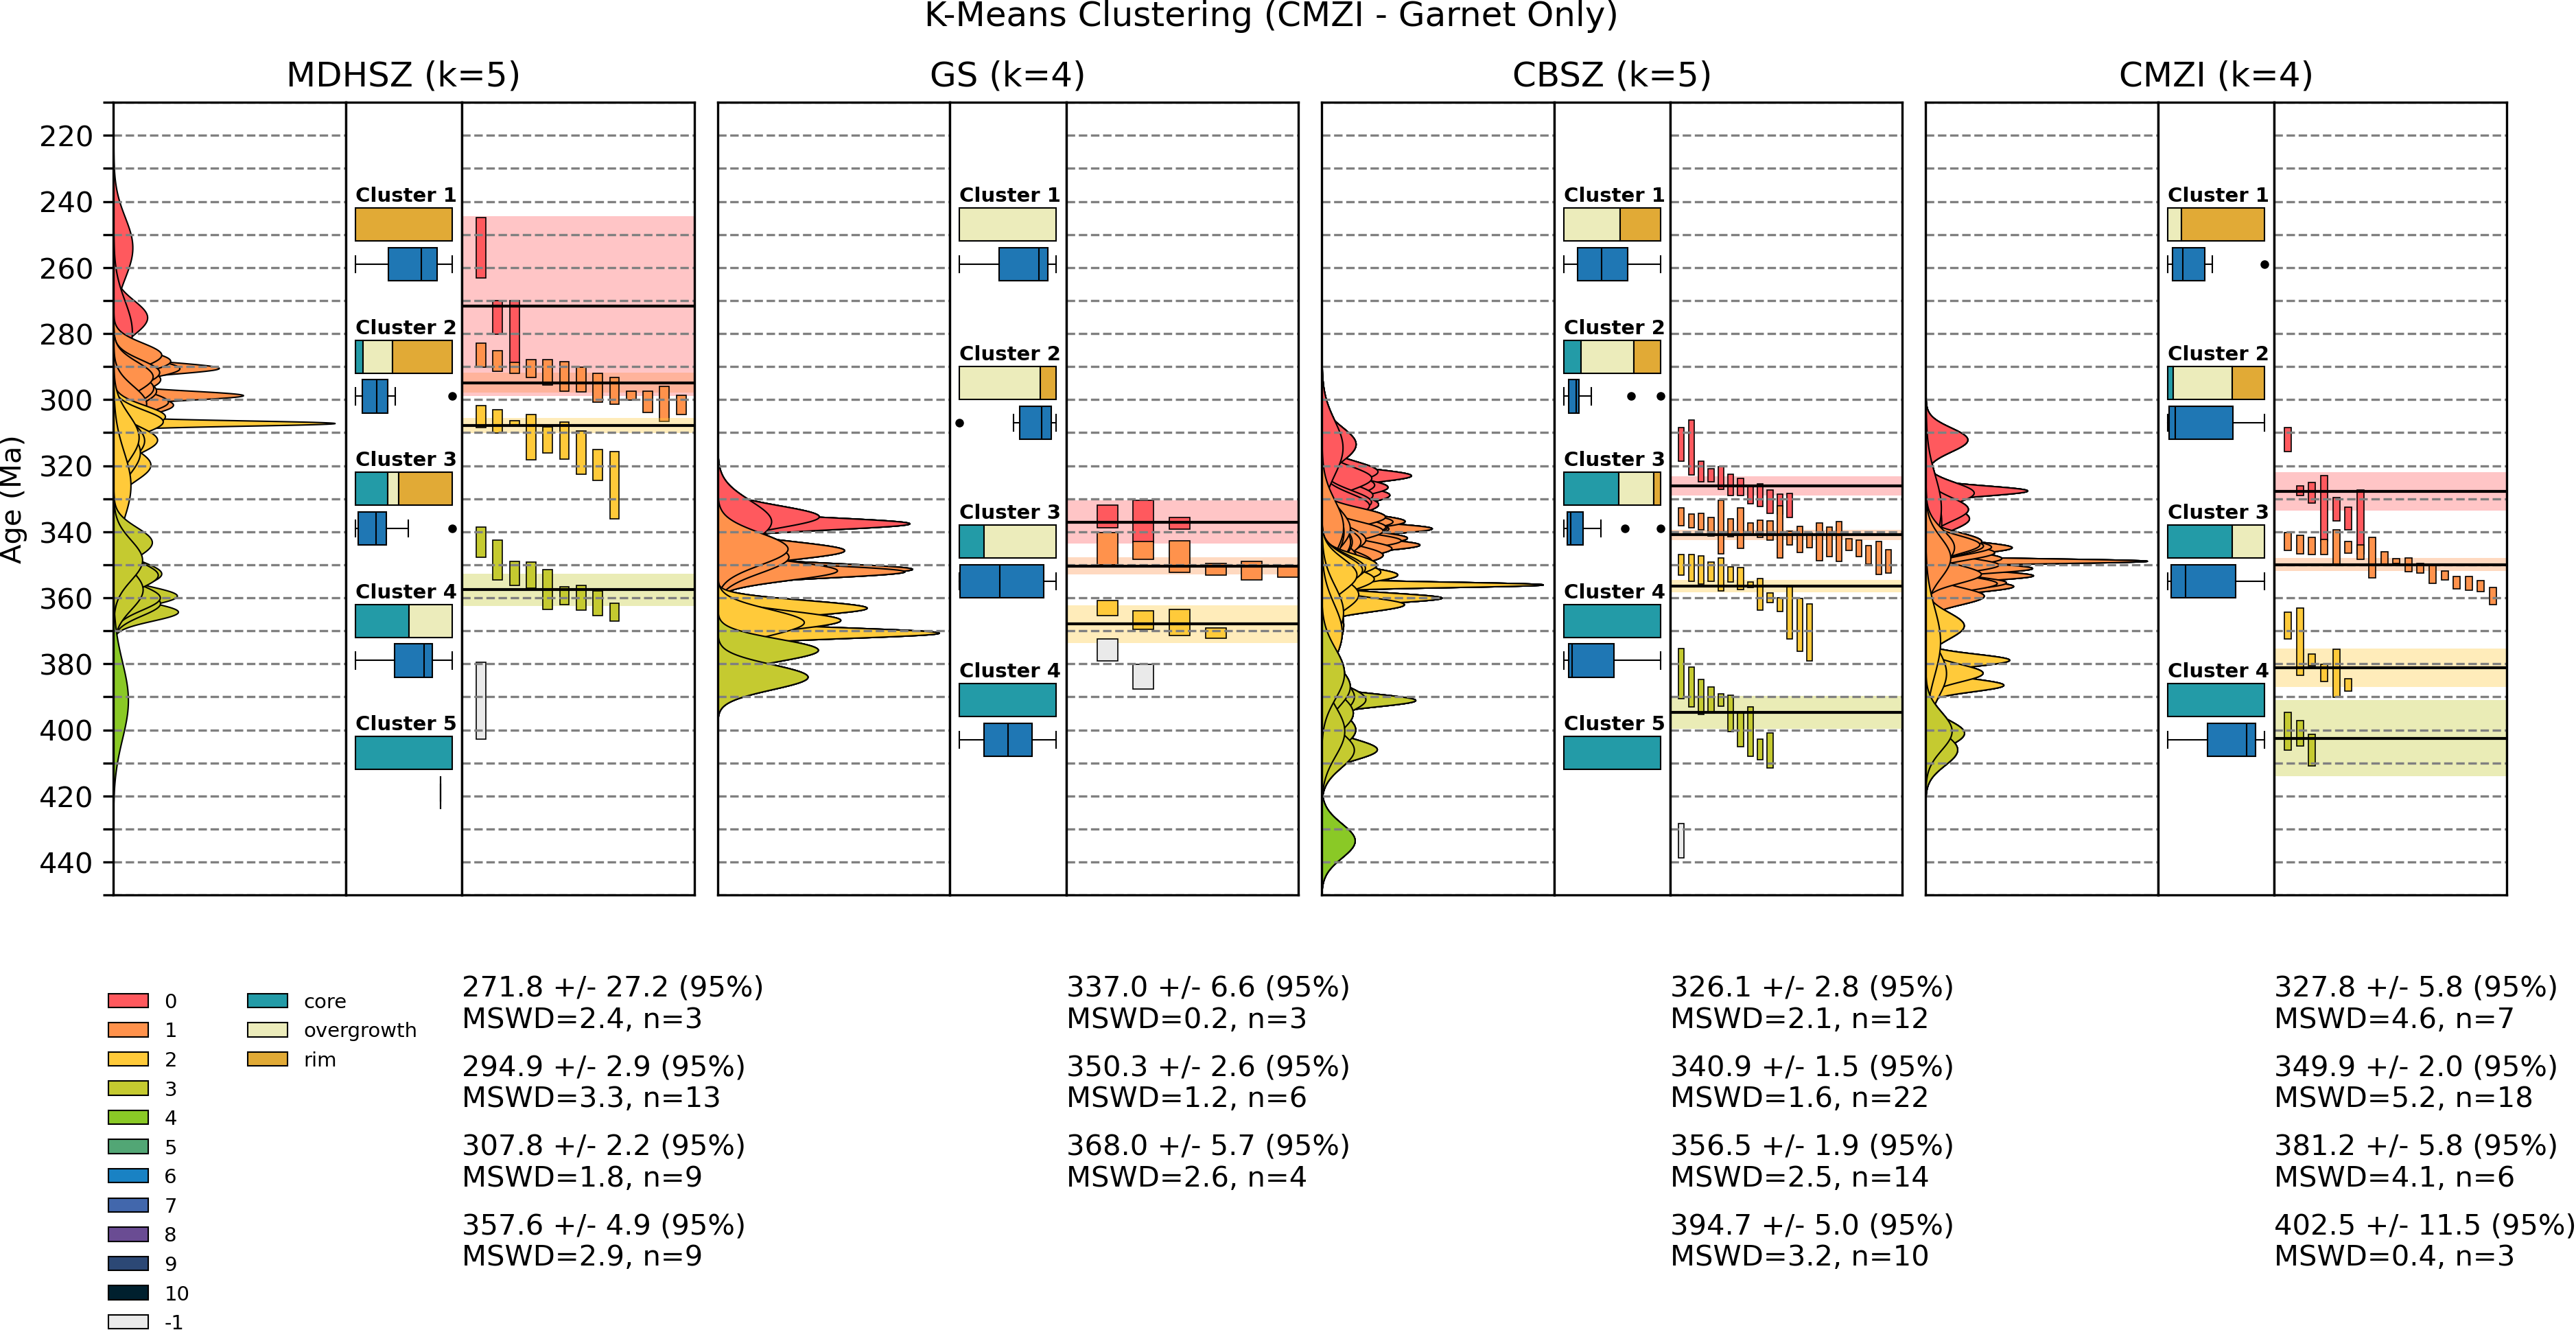 K-Means Clustering (CMZI - Garnet Only)
MDHSZ (k=5)
GS (k=4)
CBSZ (k=5)
CMZI (k=4)
Age (Ma)
220
240
260
280
300
320
340
360
380
400
420
440
Cluster 1
Cluster 2
Cluster 3
Cluster 4
Cluster 5
Cluster 1
Cluster 2
Cluster 3
Cluster 4
Cluster 1
Cluster 2
Cluster 3
Cluster 4
Cluster 5
Cluster 1
Cluster 2
Cluster 3
Cluster 4
0
1
2
3
4
5
6
7
8
9
10
-1
core
overgrowth
rim
271.8 +/- 27.2 (95%)
MSWD=2.4, n=3
294.9 +/- 2.9 (95%)
MSWD=3.3, n=13
307.8 +/- 2.2 (95%)
MSWD=1.8, n=9
357.6 +/- 4.9 (95%)
MSWD=2.9, n=9
337.0 +/- 6.6 (95%)
MSWD=0.2, n=3
350.3 +/- 2.6 (95%)
MSWD=1.2, n=6
368.0 +/- 5.7 (95%)
MSWD=2.6, n=4
326.1 +/- 2.8 (95%)
MSWD=2.1, n=12
340.9 +/- 1.5 (95%)
MSWD=1.6, n=22
356.5 +/- 1.9 (95%)
MSWD=2.5, n=14
394.7 +/- 5.0 (95%)
MSWD=3.2, n=10
327.8 +/- 5.8 (95%)
MSWD=4.6, n=7
349.9 +/- 2.0 (95%)
MSWD=5.2, n=18
381.2 +/- 5.8 (95%)
MSWD=4.1, n=6
402.5 +/- 11.5 (95%)
MSWD=0.4, n=3